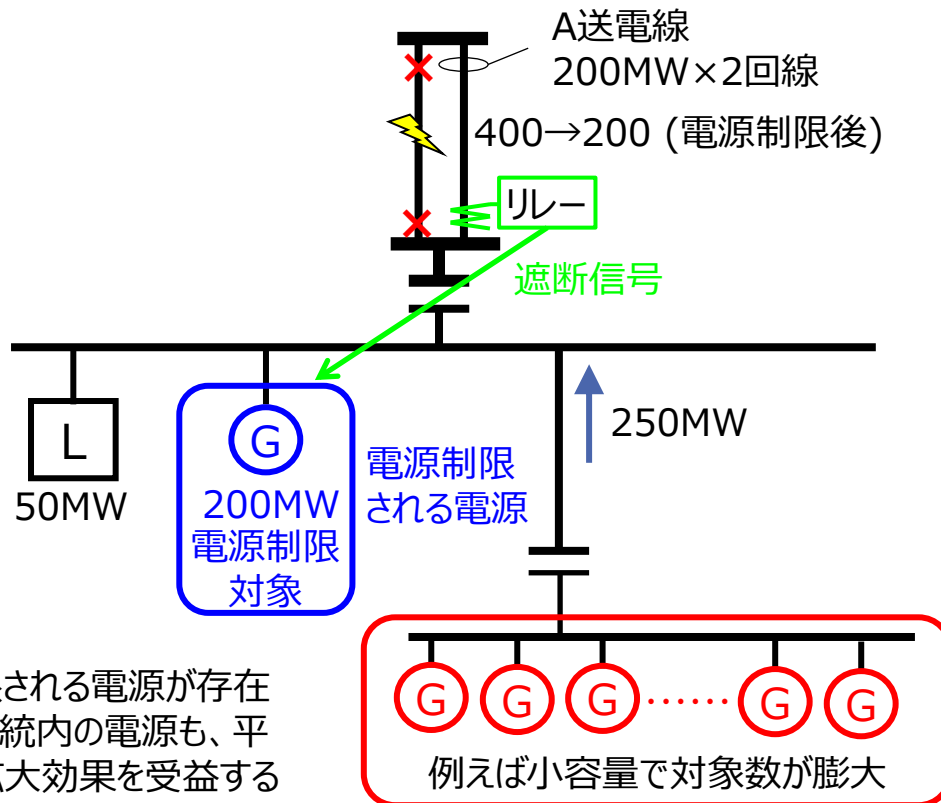 A送電線
200MW×2回線
400→200 (電源制限後)
リレー
遮断信号
L
50MW
G
200MW
電源制限
対象
電源制限
される電源
250MW
される電源が存在
統内の電源も、平
拡大効果を受益する
G G G ······ G G
例えば小容量で対象数が膨大